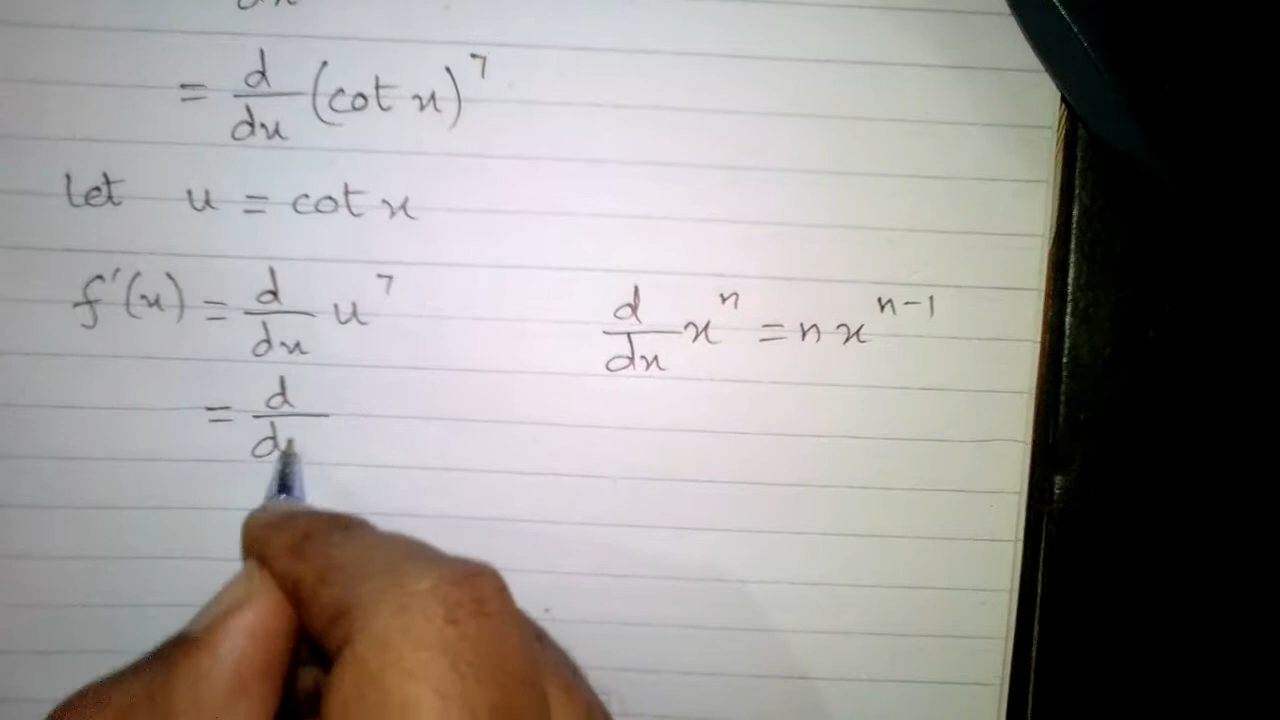 = d/dx (cot x)^7
let u = cot x
f'(x) = d/dx u^7
d/dx x^n = n x^(n-1)
= d/d